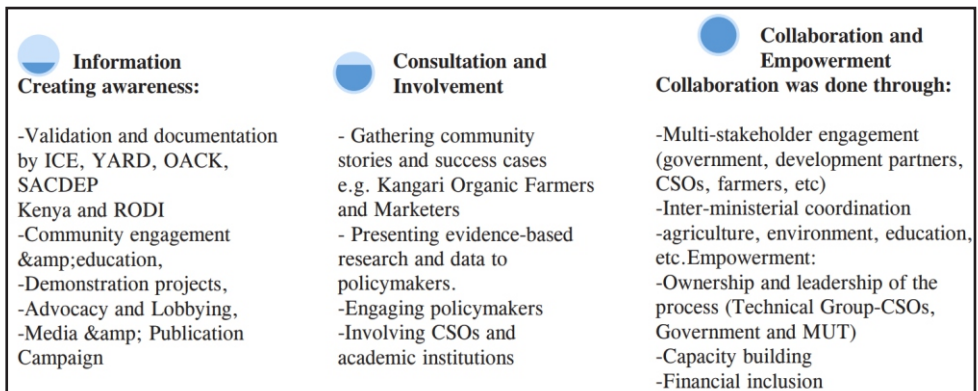 Information
Creating awareness:
-Validation and documentation
by ICE, YARD, OACK,
SACDEP
Kenya and RODI
-Community engagement
&amp;education,
-Demonstration projects,
-Advocacy and Lobbying,
-Media &amp; Publication
Campaign
Consultation and
Involvement
- Gathering community
stories and success cases
e.g. Kangari Organic Farmers
and Marketers
- Presenting evidence-based
research and data to
policymakers.
-Engaging policymakers
-Involving CSOs and
academic institutions
Collaboration and
Empowerment
Collaboration was done through:
-Multi-stakeholder engagement
(government, development partners,
CSOs, farmers, etc)
-Inter-ministerial coordination
-agriculture, environment, education,
etc.Empowerment:
-Ownership and leadership of the
process (Technical Group-CSOs,
Government and MUT)
-Capacity building
-Financial inclusion